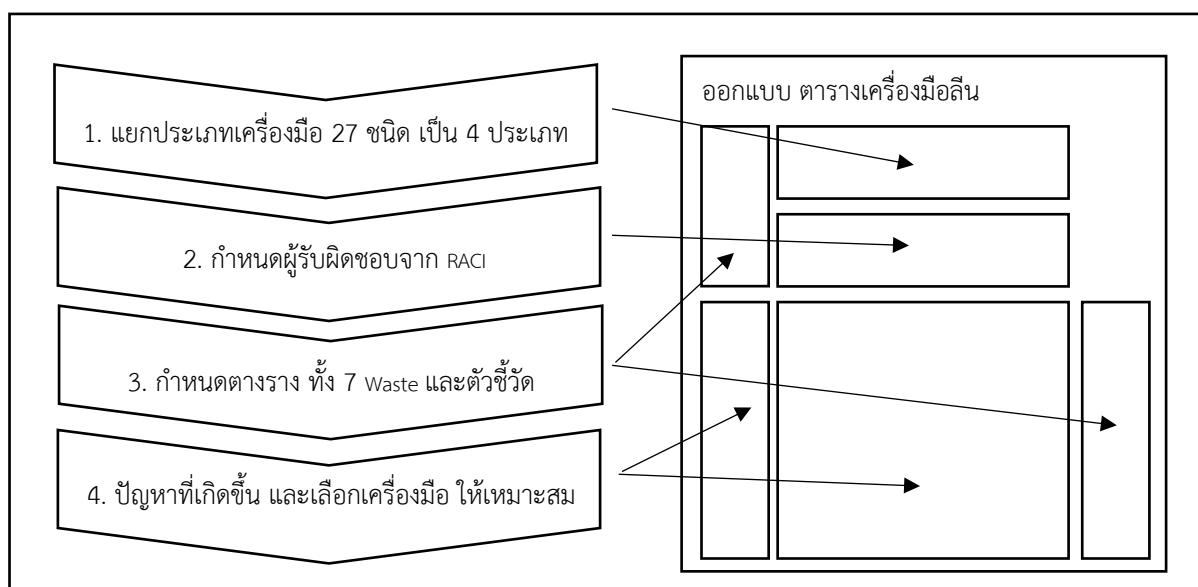 ออกแบบ ตารางเครื่องมือลีน
1. แยกประเภทเครื่องมือ 27 ชนิด เป็น 4 ประเภท
2. กำหนดผู้รับผิดชอบจาก RACI
3. กำหนดตางราง ทั้ง 7 Waste และตัวชี้วัด
4. ปัญหาที่เกิดขึ้น และเลือกเครื่องมือ ให้เหมาะสม